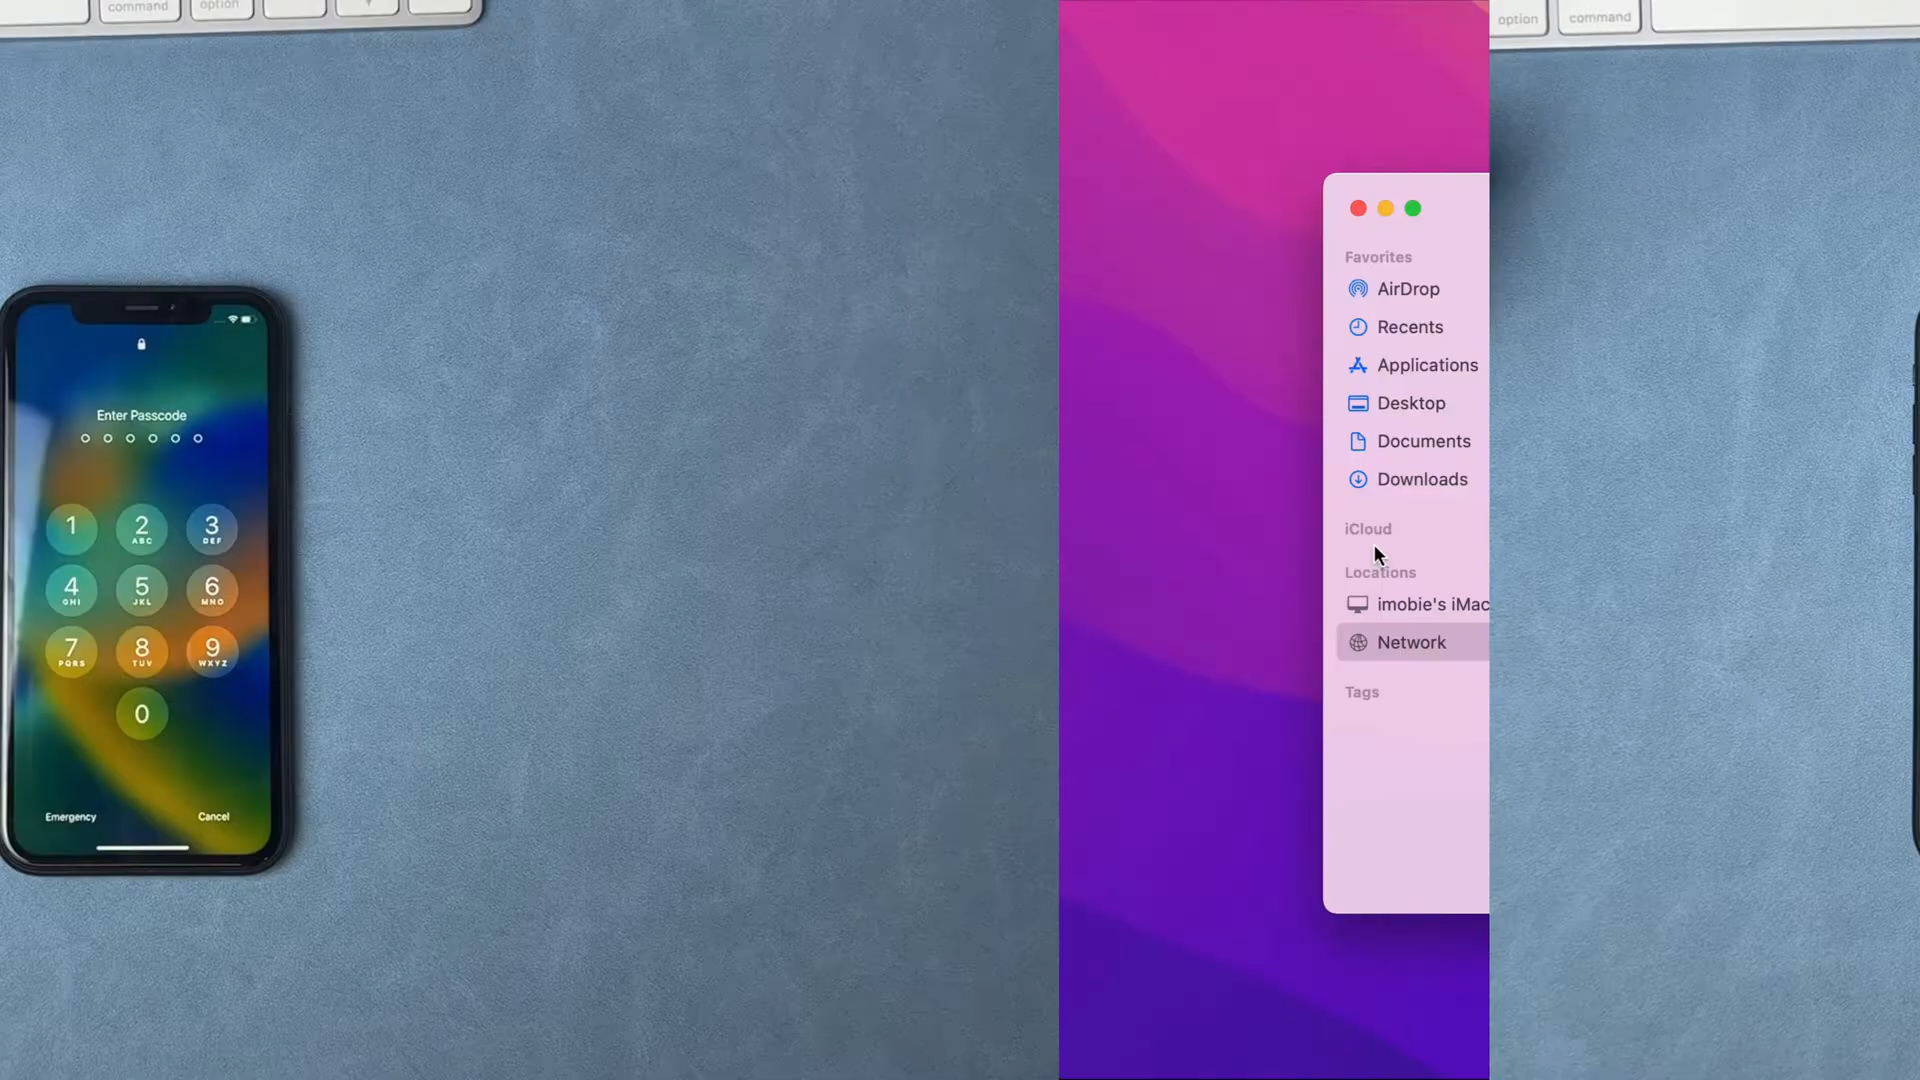 command
option
Enter Passcode
1
2
ABC
3
DEF
4
GHI
5
JKL
6
MNO
7
PQRS
8
TUV
9
WXYZ
0
Emergency
Cancel
Favorites
AirDrop
Recents
Applications
Desktop
Documents
Downloads
iCloud
Locations
imobie's iMac
Network
Tags
option
command